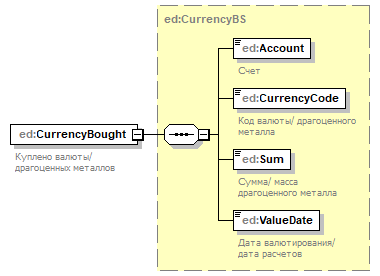 ed:CurrencyBS
ed:Account
Счет
ed:CurrencyCode
Код валюты/ драгоценного
металла
ed:CurrencyBought
Куплено валюты/
драгоценных металлов
ed:Sum
Сумма/ масса
драгоценного металла
ed:ValueDate
Дата валютирования/
дата расчетов